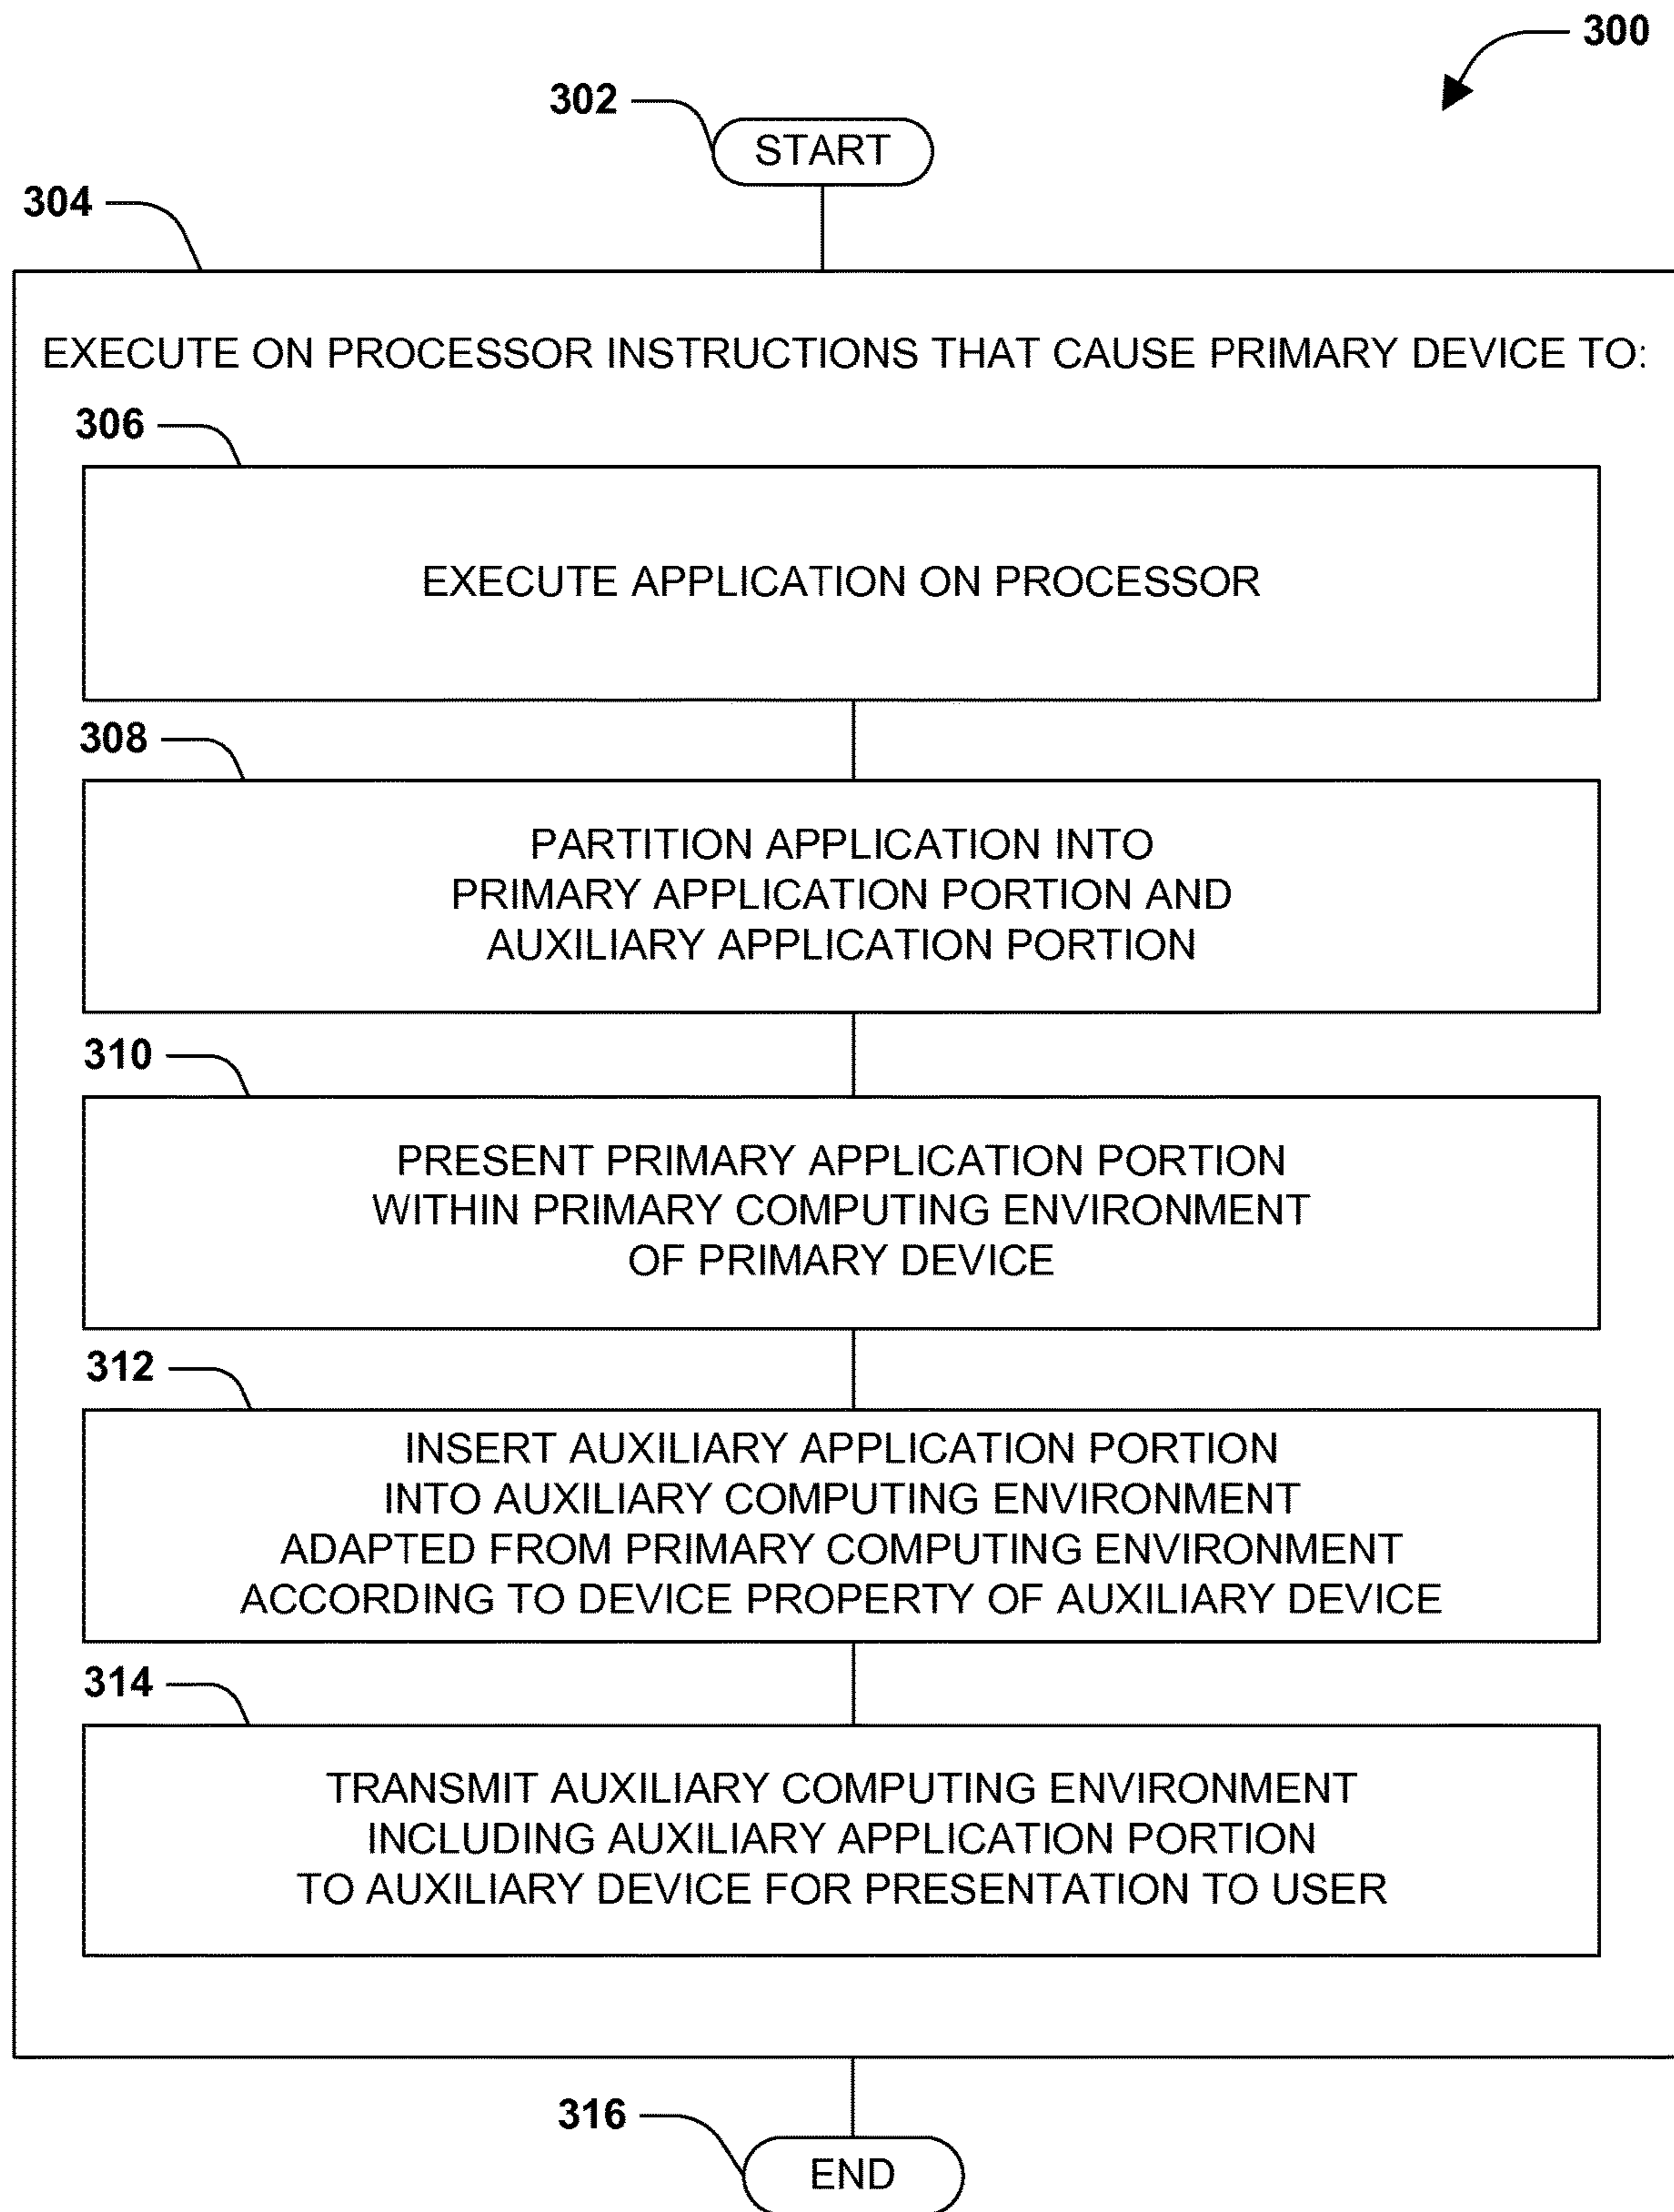 300
302
START
304
EXECUTE ON PROCESSOR INSTRUCTIONS THAT CAUSE PRIMARY DEVICE TO:
306
EXECUTE APPLICATION ON PROCESSOR
308
PARTITION APPLICATION INTO
PRIMARY APPLICATION PORTION AND
AUXILIARY APPLICATION PORTION
310
PRESENT PRIMARY APPLICATION PORTION
WITHIN PRIMARY COMPUTING ENVIRONMENT
OF PRIMARY DEVICE
312
INSERT AUXILIARY APPLICATION PORTION
INTO AUXILIARY COMPUTING ENVIRONMENT
ADAPTED FROM PRIMARY COMPUTING ENVIRONMENT
ACCORDING TO DEVICE PROPERTY OF AUXILIARY DEVICE
314
TRANSMIT AUXILIARY COMPUTING ENVIRONMENT
INCLUDING AUXILIARY APPLICATION PORTION
TO AUXILIARY DEVICE FOR PRESENTATION TO USER
316
END